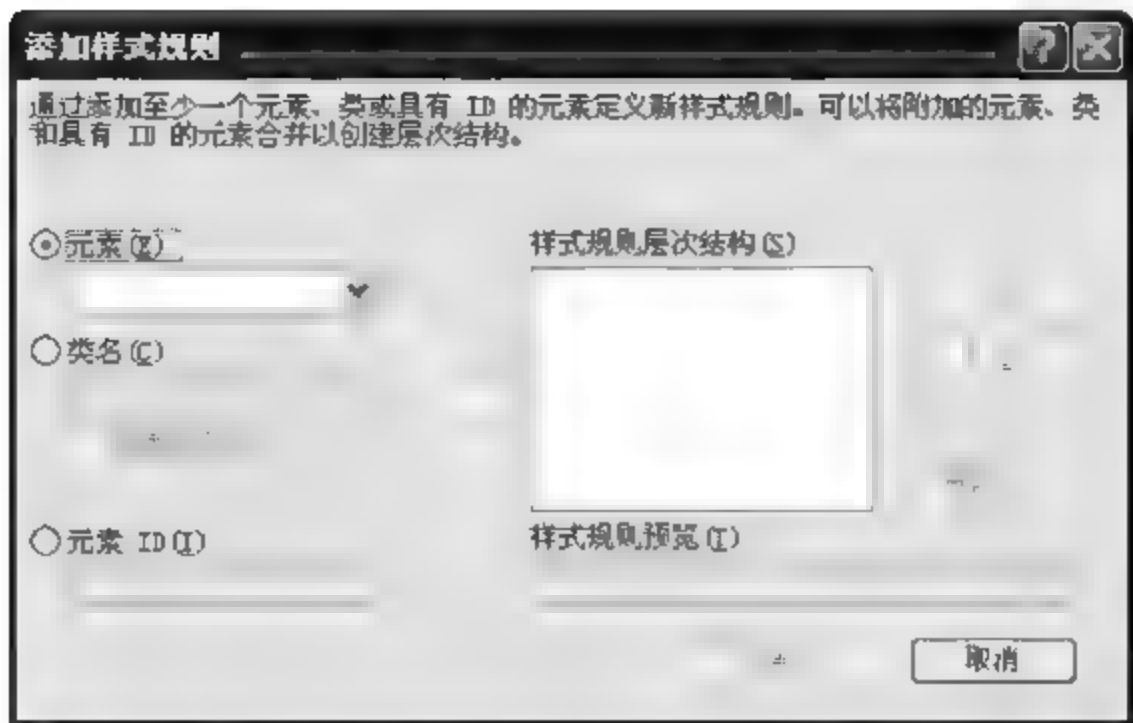 添加样式规则
通过添加至少一个元素、类或具有 ID 的元素定义新样式规则。可以将附加的元素、类
和具有 ID 的元素合并以创建层次结构。
元素(E)
样式规则层次结构(S)
类名(C)
元素 ID(I)
样式规则预览(T)
取消